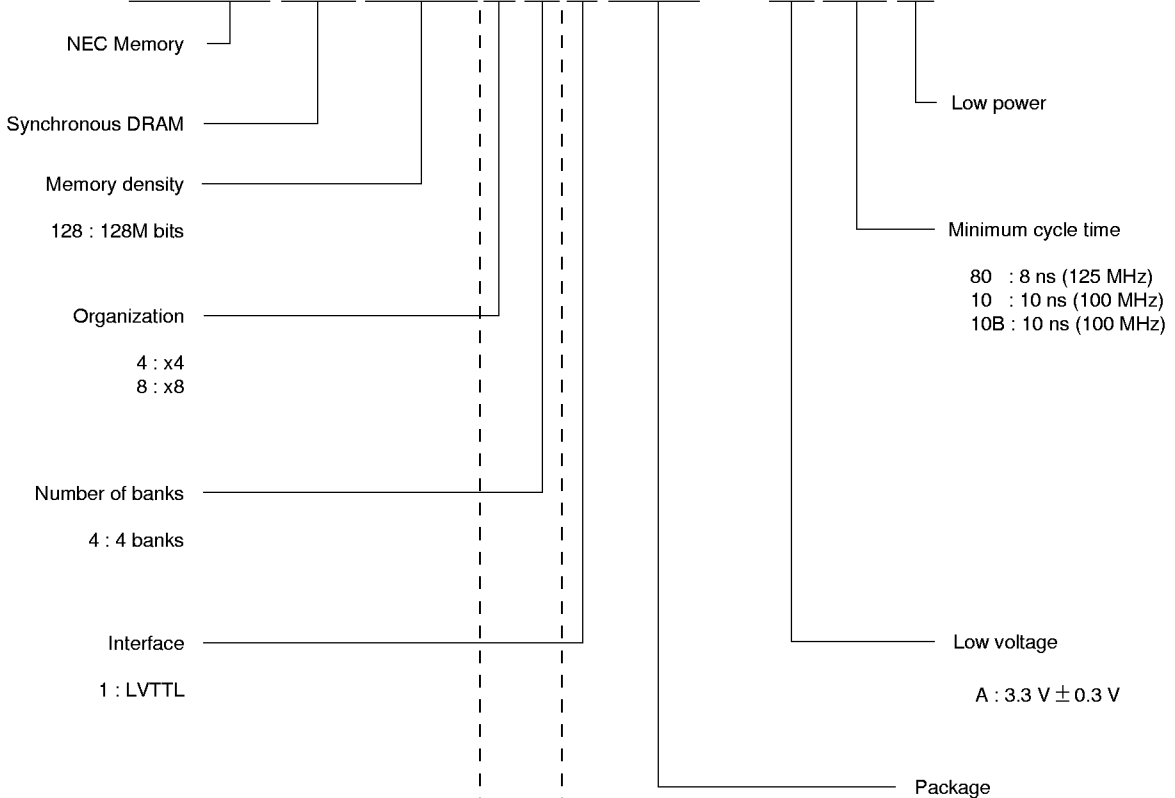 NEC Memory
Synchronous DRAM
Memory density
128 : 128M bits
Organization
4 : x4
8 : x8
Number of banks
4 : 4 banks
Interface
1 : LVTTL
Low power
Minimum cycle time
80 : 8 ns (125 MHz)
10 : 10 ns (100 MHz)
10B : 10 ns (100 MHz)
Low voltage
A : 3.3 V ± 0.3 V
Package